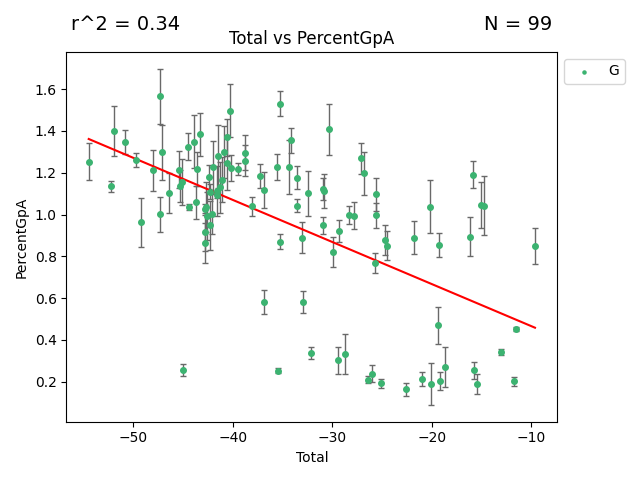 r^2 = 0.34
N = 99
Total vs PercentGpA
G
PercentGpA
1.6
1.4
1.2
1.0
0.8
0.6
0.4
0.2
−50
−40
−30
−20
−10
Total